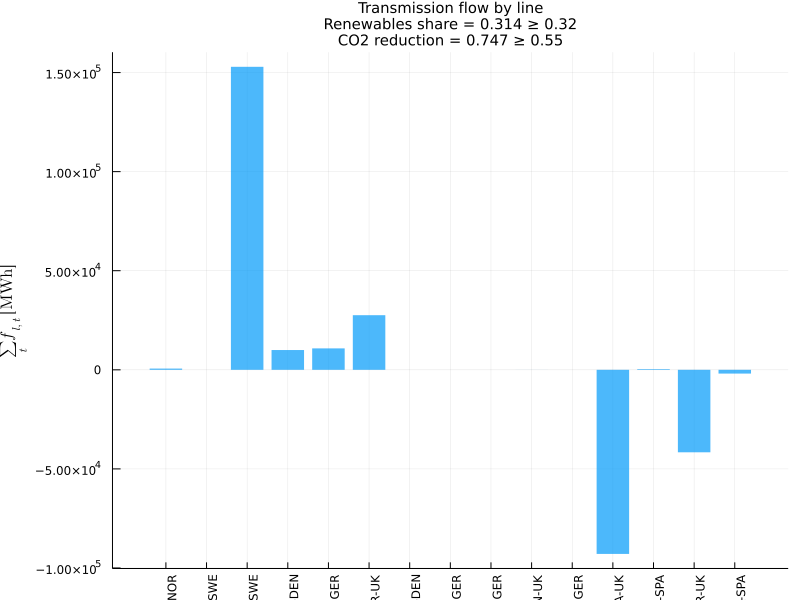 Transmission flow by line
Renewables share = 0.314 ≥ 0.32
CO2 reduction = 0.747 ≥ 0.55
1.50×10⁵
1.00×10⁵
5.00×10⁴
0
−5.00×10⁴
−1.00×10⁵
∑_t f_{l,t} [MWh]
NOR
SWE
SWE
DEN
GER
R-UK
DEN
GER
GER
N-UK
GER
A-UK
-SPA
R-UK
-SPA